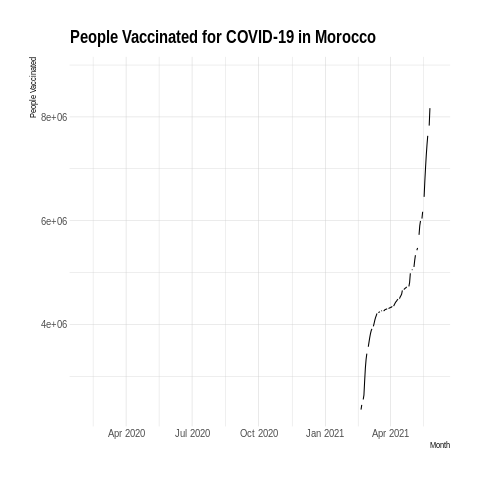 People Vaccinated for COVID-19 in Morocco
People Vaccinated
8e+06
6e+06
4e+06
Apr 2020 Jul 2020 Oct 2020 Jan 2021 Apr 2021
Month